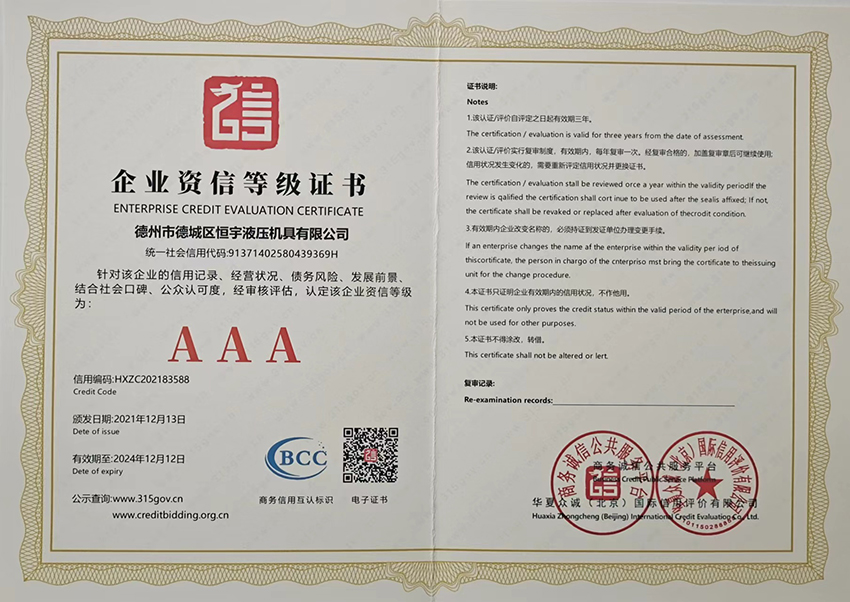 企业资信等级证书
ENTERPRISE CREDIT EVALUATION CERTIFICATE
德州市德城区恒宇液压机具有限公司
统一社会信用代码:91371402580439369H
针对该企业的信用记录、经营状况、债务风险、发展前景、
结合社会口碑、公众认可度，经审核评估，认定该企业资信等级
为：
AAA
信用编码:HXZC202183588
Credit Code
颁发日期:2021年12月13日
Date of issue
有效期至:2024年12月12日
Date of expiry
公示查询:www.315gov.cn
www.creditbidding.org.cn
BCC
商务信用互认标识
电子证书
证书说明:
Notes
1.该认证/评价自评定之日起有效期三年。
The certification / evaluation is valid for three years from the date of assessment.
2.该认证/评价实行复审制度，有效期内，每年复审一次。经复审合格的，加盖复审章后可继续使用;
信用状况发生变化的，需要重新评定信用状况并更换证书。
The certification / evaluation stall be reviewed orce a year within the validity periodIf the
review is qalified the certification shall cort inue to be used after the sealis affixed; If not,
the certificate shall be revaked or replaced after evaluation of thecrodit condition.
3.有效期内企业改变名称的，必须持证到发证单位办理变更手续。
If an enterprise changes the name af the enterprise within the validity per iod of
thiscortificate, the person in chargo of the cnterpriso mst bring the certificate to theissuing
unit for the change procedure.
4.本证书只证明企业有效期内的信用状况，不作他用。
This certificate only proves the credit status within the valid period of the erterprise,and will
not be used for other purposes.
5.本证书不得涂改，转借。
This certificate shall not be altered or lert.
复审记录:
Re-examination records:
商务诚信公共服务平台
Business Credit Public Service Platform
华夏众诚（北京）国际信用评价有限公司
Huaxia Zhongcheng (Beijing) International Credit Evaluation Co., Ltd.